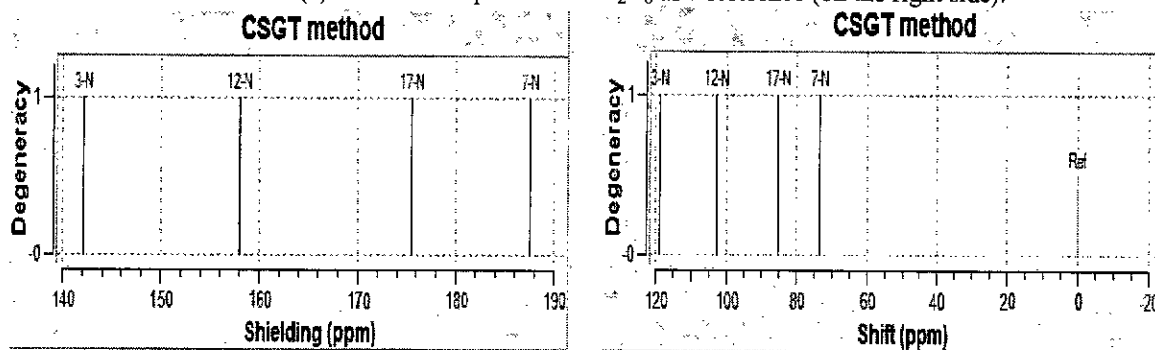 CSGT method
Degeneracy
3-N 12-N 17-N 7-N
1
-0
140 150 160 170 180 190
Shielding (ppm)
CSGT method
Degeneracy
3-N 12-N 17-N 7-N
1
-0
Ref
120 100 80 60 40 20 0 -20
Shift (ppm)